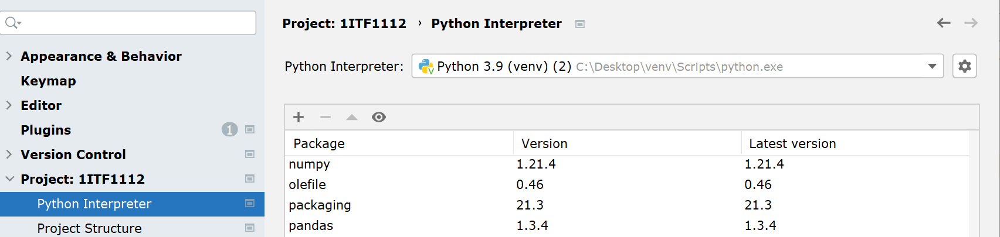 Project: 1ITF1112 › Python Interpreter
Appearance & Behavior
Keymap
Editor
Plugins 1
Version Control
Project: 1ITF1112
Python Interpreter
Project Structure
Python Interpreter: Python 3.9 (venv) (2) C:\Desktop\venv\Scripts\python.exe
Package Version Latest version
numpy 1.21.4 1.21.4
olefile 0.46 0.46
packaging 21.3 21.3
pandas 1.3.4 1.3.4